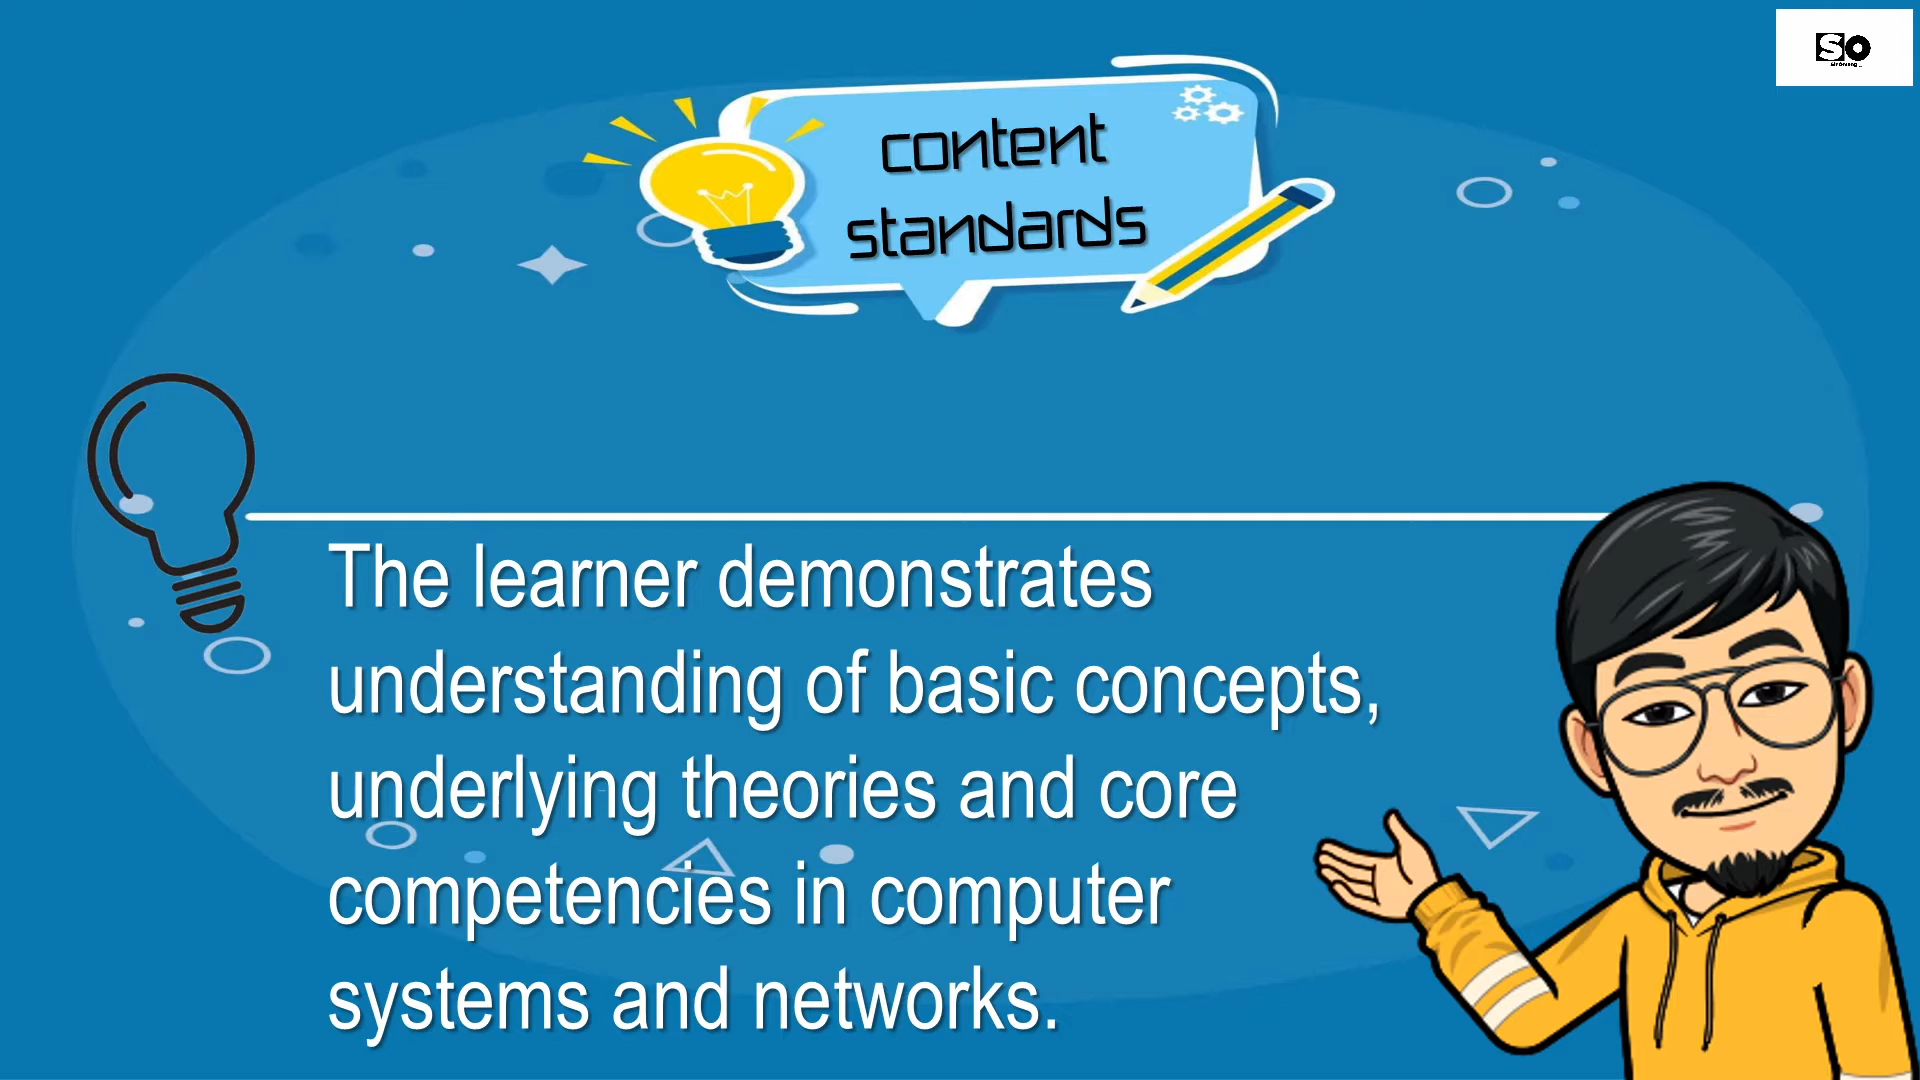 SO
content
standards
The learner demonstrates
understanding of basic concepts,
underlying theories and core
competencies in computer
systems and networks.